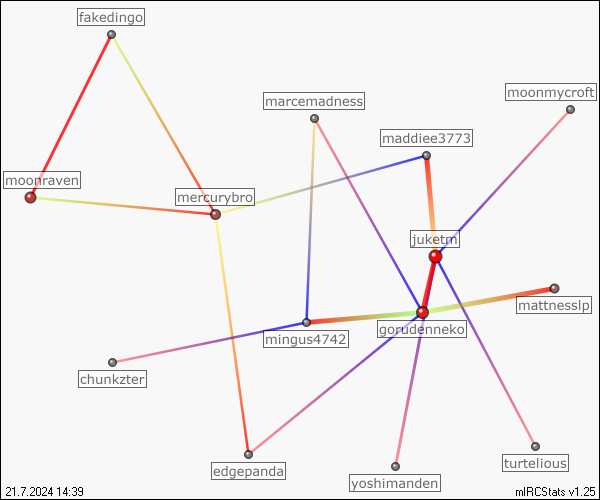 fakedingo
moonmycroft
marcemadness
maddiee3773
moonraven
mercurybro
juketm
mattnesslp
gorudenneko
mingus4742
chunkzter
turtelious
edgepanda
yoshimanden
21.7.2024 14:39
mIRCStats v1.25